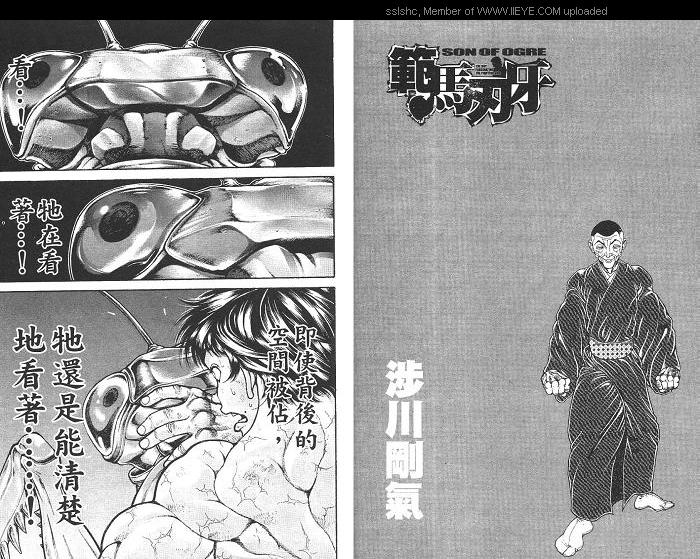 sslshc, Member of WWW.IIEYE.COM uploaded
SON OF OGRE
範馬刃牙
涉川剛氣
看…！
牠在看
著…！
即使背後的
空間被佔，
牠還是能清楚
地看著……！